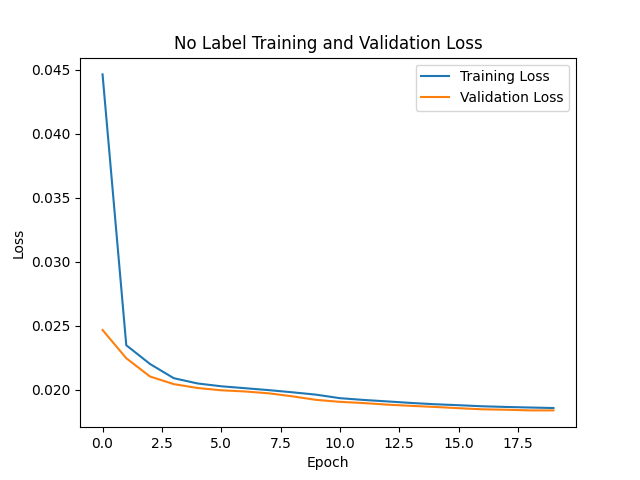 No Label Training and Validation Loss
Training Loss
Validation Loss
0.045
0.040
0.035
0.030
0.025
0.020
Loss
0.0 2.5 5.0 7.5 10.0 12.5 15.0 17.5
Epoch